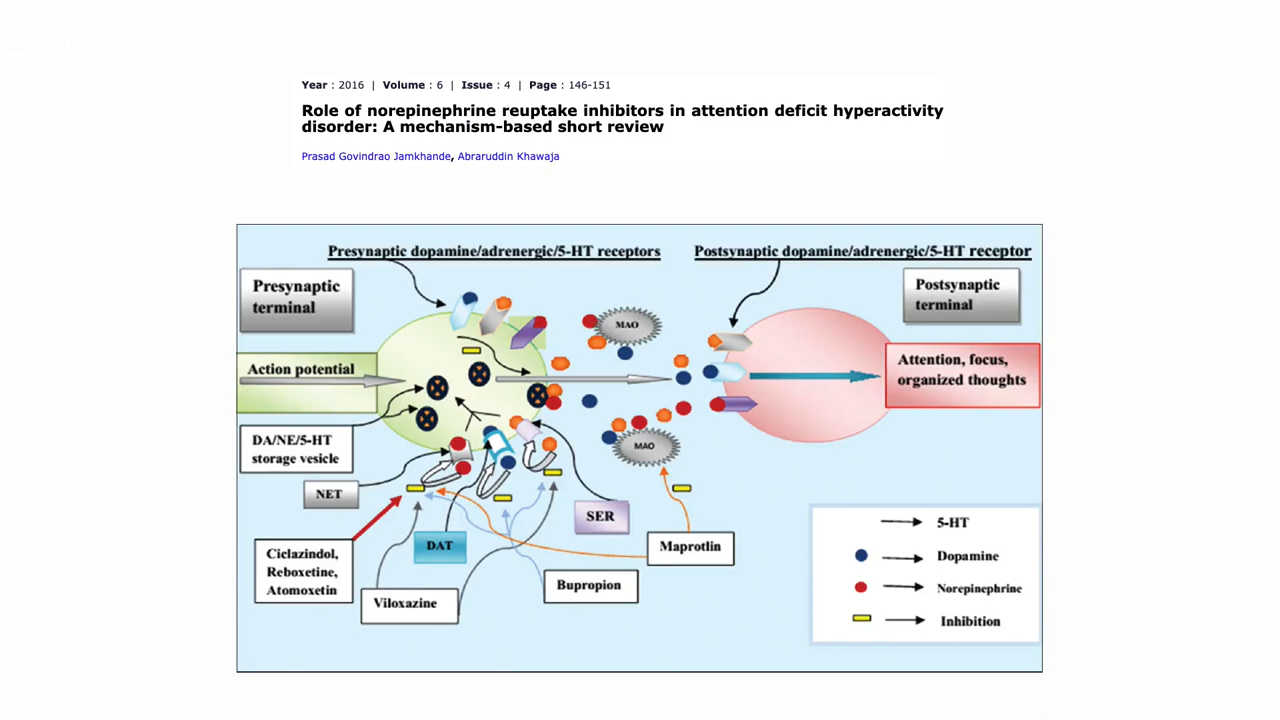 ext
Year : 2016 | Volume : 6 | Issue : 4 | Page : 146-151
Role of norepinephrine reuptake inhibitors in attention deficit hyperactivity
disorder: A mechanism-based short review
Prasad Govindrao Jamkhande, Abraruddin Khawaja
Presynaptic dopamine/adrenergic/5-HT receptors
Postsynaptic dopamine/adrenergic/5-HT receptor
Presynaptic
terminal
Postsynaptic
terminal
MAO
Action potential
Attention, focus,
organized thoughts
DA/NE/5-HT
storage vesicle
MAO
NET
SER
5-HT
DAT
Maprotlin
Dopamine
Ciclazindol,
Reboxetine,
Atomoxetin
Bupropion
Norepinephrine
Viloxazine
Inhibition